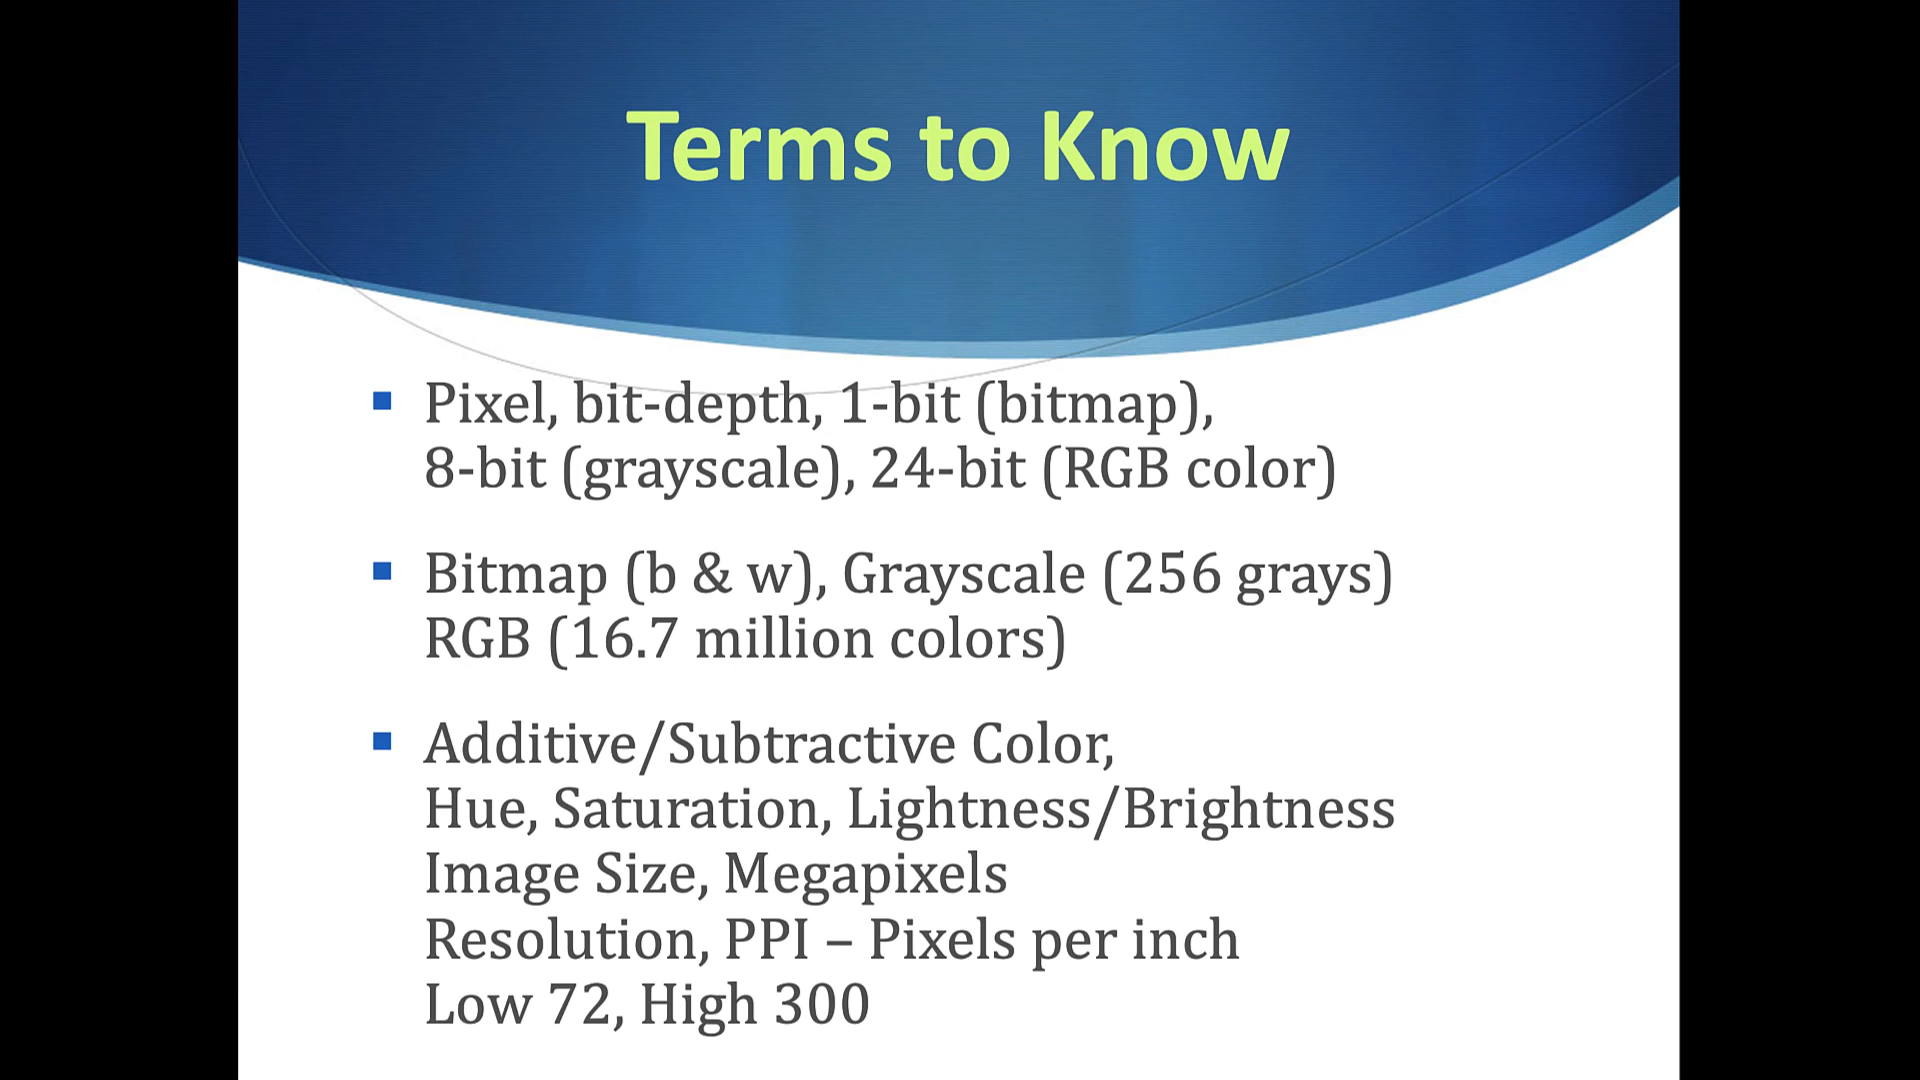 Terms to Know
Pixel, bit-depth, 1-bit (bitmap),
8-bit (grayscale), 24-bit (RGB color)
Bitmap (b & w), Grayscale (256 grays)
RGB (16.7 million colors)
Additive/Subtractive Color,
Hue, Saturation, Lightness/Brightness
Image Size, Megapixels
Resolution, PPI – Pixels per inch
Low 72, High 300